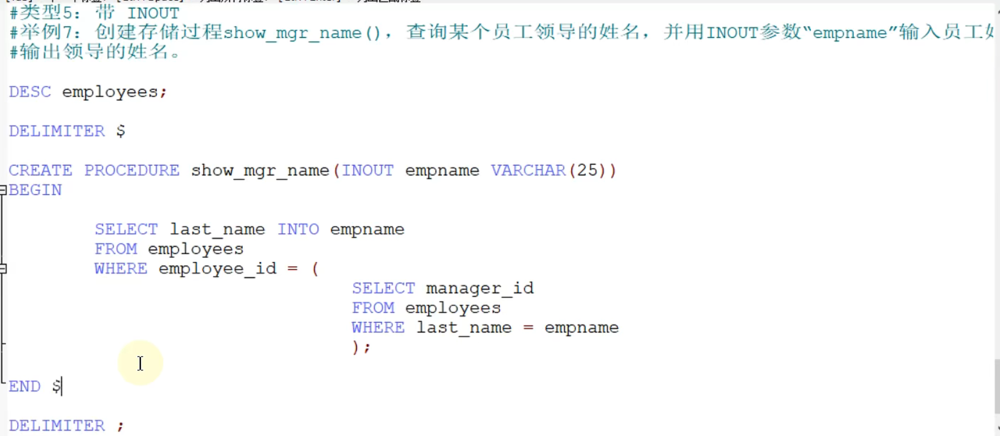 #类型5：带 INOUT
#举例7：创建存储过程show_mgr_name()，查询某个员工领导的姓名，并用INOUT参数“empname”输入员工
#输出领导的姓名。
DESC employees;
DELIMITER $
CREATE PROCEDURE show_mgr_name(INOUT empname VARCHAR(25))
BEGIN
SELECT last_name INTO empname
FROM employees
WHERE employee_id = (
SELECT manager_id
FROM employees
WHERE last_name = empname
);
END $
DELIMITER ;